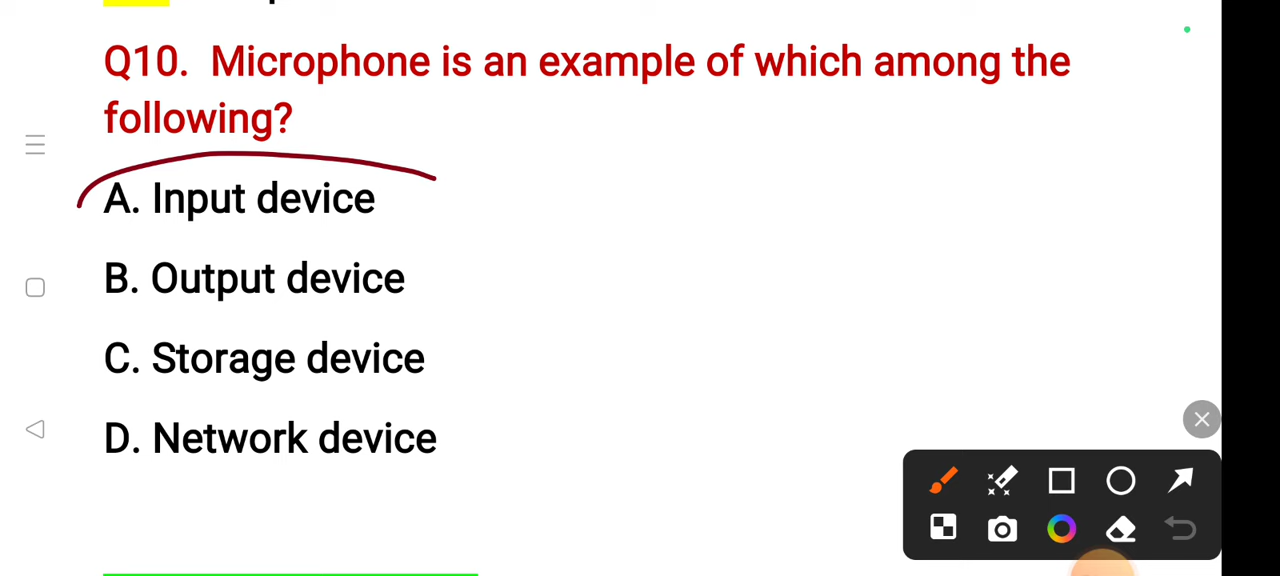 Q10. Microphone is an example of which among the
following?
A. Input device
B. Output device
C. Storage device
D. Network device